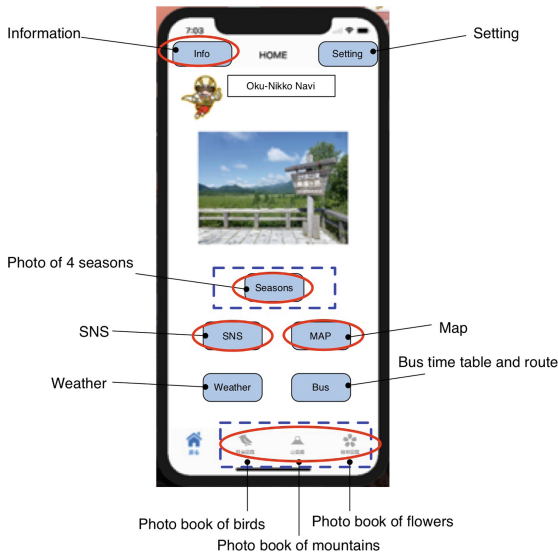 7:03
Information
Info
HOME
Setting
Setting
Oku-Nikko Navi
Photo of 4 seasons
Seasons
SNS
SNS
MAP
Map
Bus time table and route
Weather
Weather
Bus
Photo book of birds
Photo book of flowers
Photo book of mountains